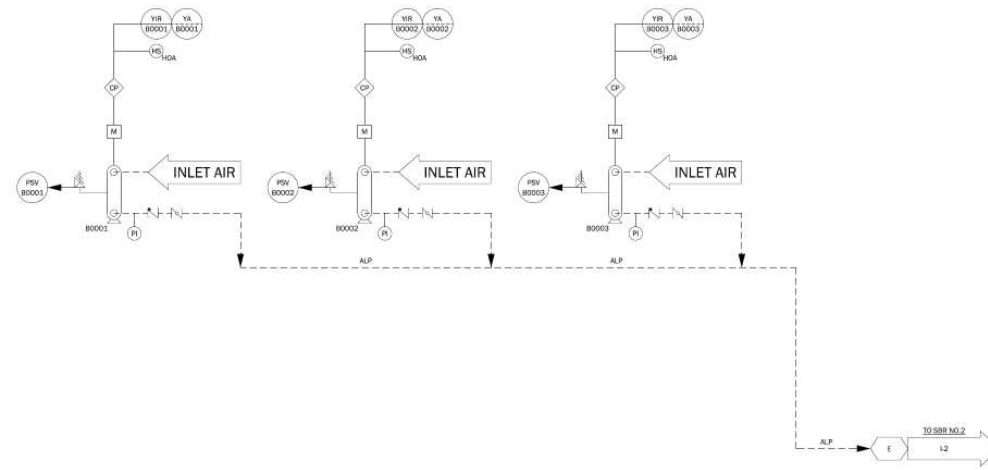 YIR YA YIR YA YIR YA
B0001 B0001 B0002 B0002 B0003 B0003
HS HS HS
HOA HOA HOA
CP CP CP
M M M
INLET AIR INLET AIR INLET AIR
PSV PSV PSV
B0001 B0002 B0003
B0001 B0002 B0003
PI PI PI
ALP ALP
TO SBR NO.2
ALP E I-2